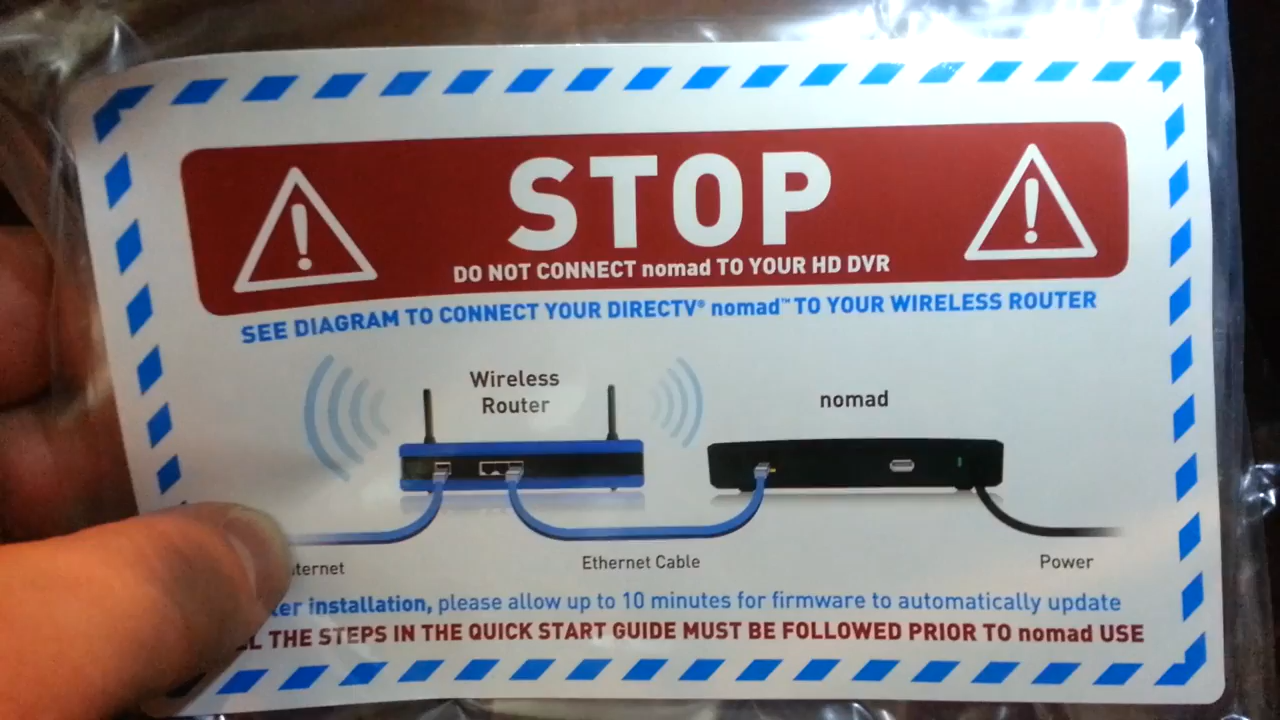 STOP
DO NOT CONNECT nomad TO YOUR HD DVR
SEE DIAGRAM TO CONNECT YOUR DIRECTV® nomad™ TO YOUR WIRELESS ROUTER
Wireless
Router
nomad
Ethernet Cable
Power
installation, please allow up to 10 minutes for firmware to automatically update
THE STEPS IN THE QUICK START GUIDE MUST BE FOLLOWED PRIOR TO nomad USE